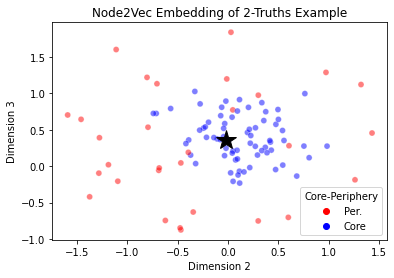 Node2Vec Embedding of 2-Truths Example
Dimension 3
1.5
1.0
0.5
0.0
−0.5
−1.0
Core-Periphery
Per.
Core
−1.5 −1.0 −0.5 0.0 0.5 1.0 1.5
Dimension 2